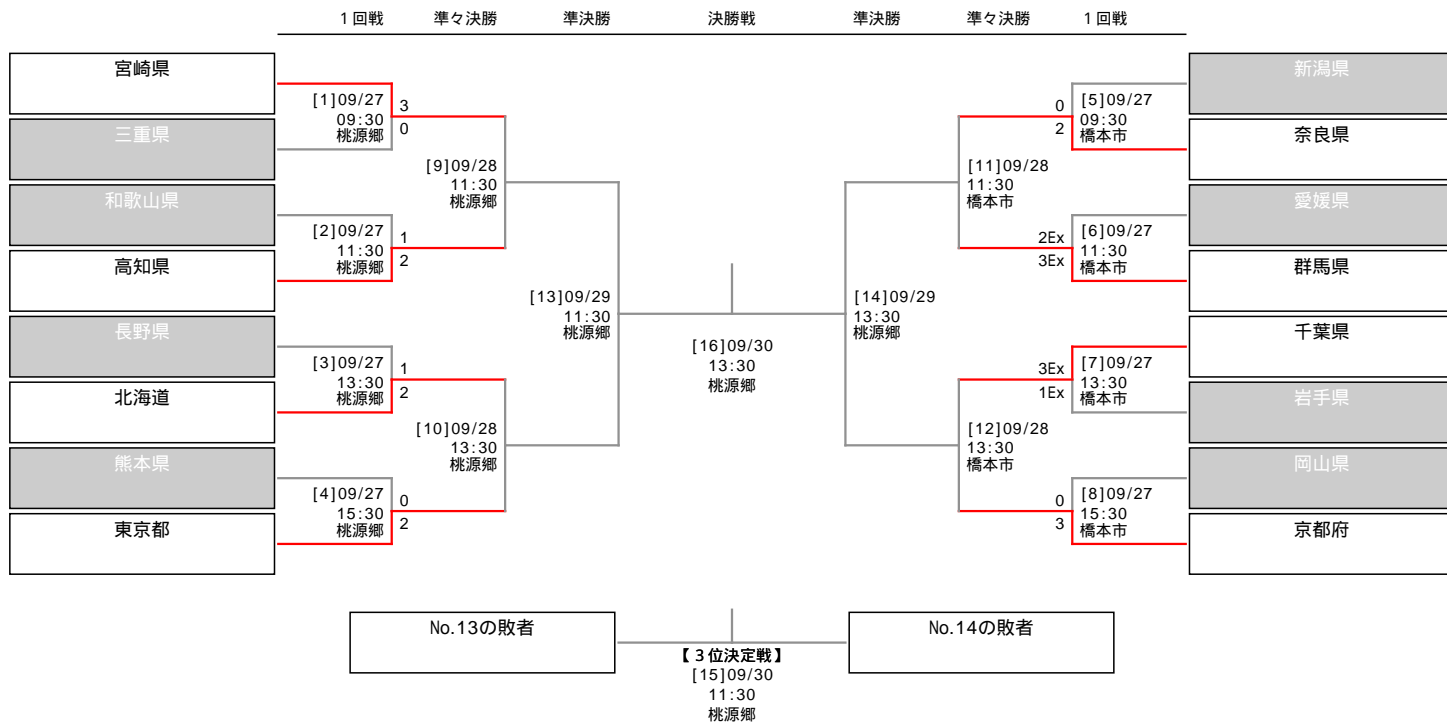 1回戦 準々決勝 準決勝 決勝戦 準決勝 準々決勝 1回戦
宮崎県
[1]09/27
09:30
桃源郷
3
0
三重県
[9]09/28
11:30
桃源郷
和歌山県
[2]09/27
11:30
桃源郷
1
2
高知県
[13]09/29
11:30
桃源郷
長野県
[3]09/27
13:30
桃源郷
1
2
北海道
[10]09/28
13:30
桃源郷
熊本県
[4]09/27
15:30
桃源郷
0
2
東京都
[16]09/30
13:30
桃源郷
新潟県
0
2
[5]09/27
09:30
橋本市
奈良県
[11]09/28
11:30
橋本市
愛媛県
2Ex
3Ex
[6]09/27
11:30
橋本市
群馬県
[14]09/29
13:30
桃源郷
千葉県
3Ex
1Ex
[7]09/27
13:30
橋本市
岩手県
[12]09/28
13:30
橋本市
岡山県
0
3
[8]09/27
15:30
橋本市
京都府
No.13の敗者
No.14の敗者
【3位決定戦】
[15]09/30
11:30
桃源郷